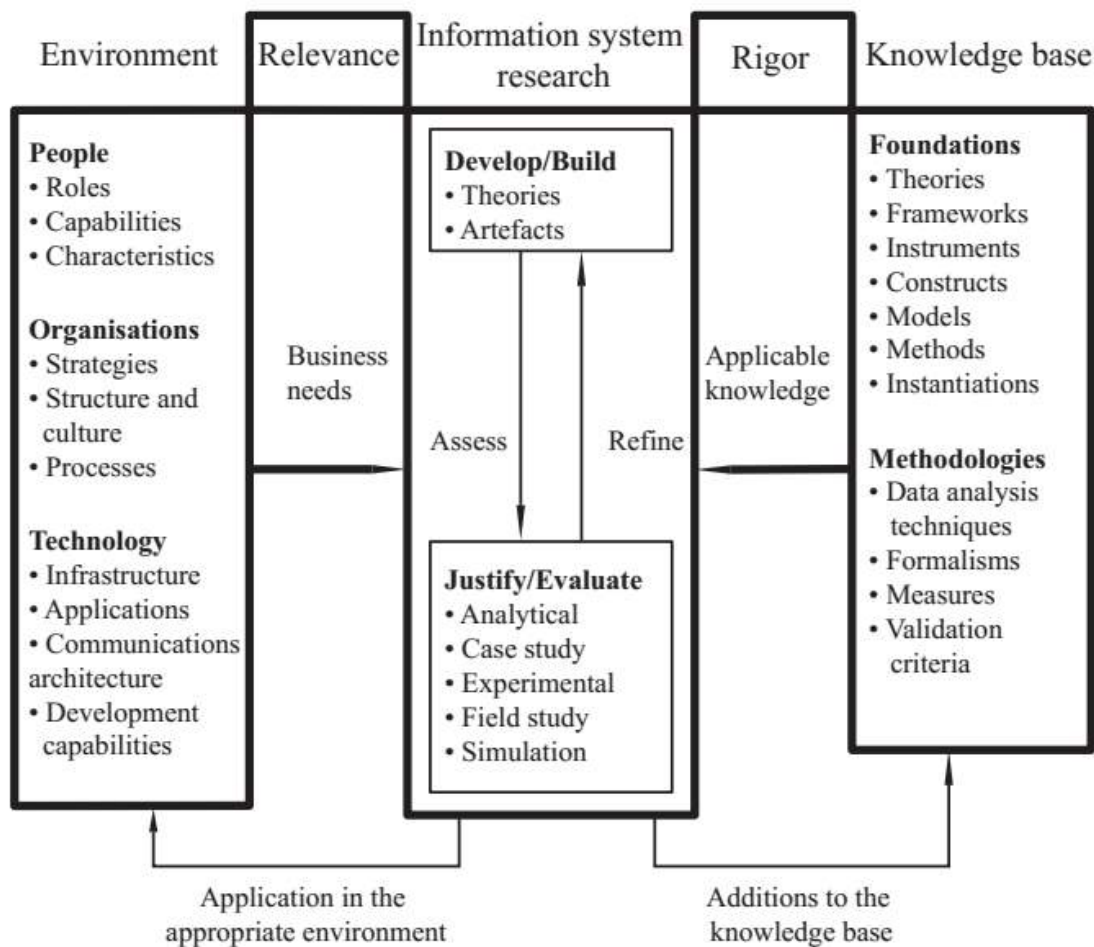 Environment
Relevance
Information system
research
Rigor
Knowledge base
People
• Roles
• Capabilities
• Characteristics
Organisations
• Strategies
• Structure and
culture
• Processes
Technology
• Infrastructure
• Applications
• Communications
architecture
• Development
capabilities
Business
needs
Develop/Build
• Theories
• Artefacts
Assess
Refine
Justify/Evaluate
• Analytical
• Case study
• Experimental
• Field study
• Simulation
Applicable
knowledge
Foundations
• Theories
• Frameworks
• Instruments
• Constructs
• Models
• Methods
• Instantiations
Methodologies
• Data analysis
techniques
• Formalisms
• Measures
• Validation
criteria
Application in the
appropriate environment
Additions to the
knowledge base